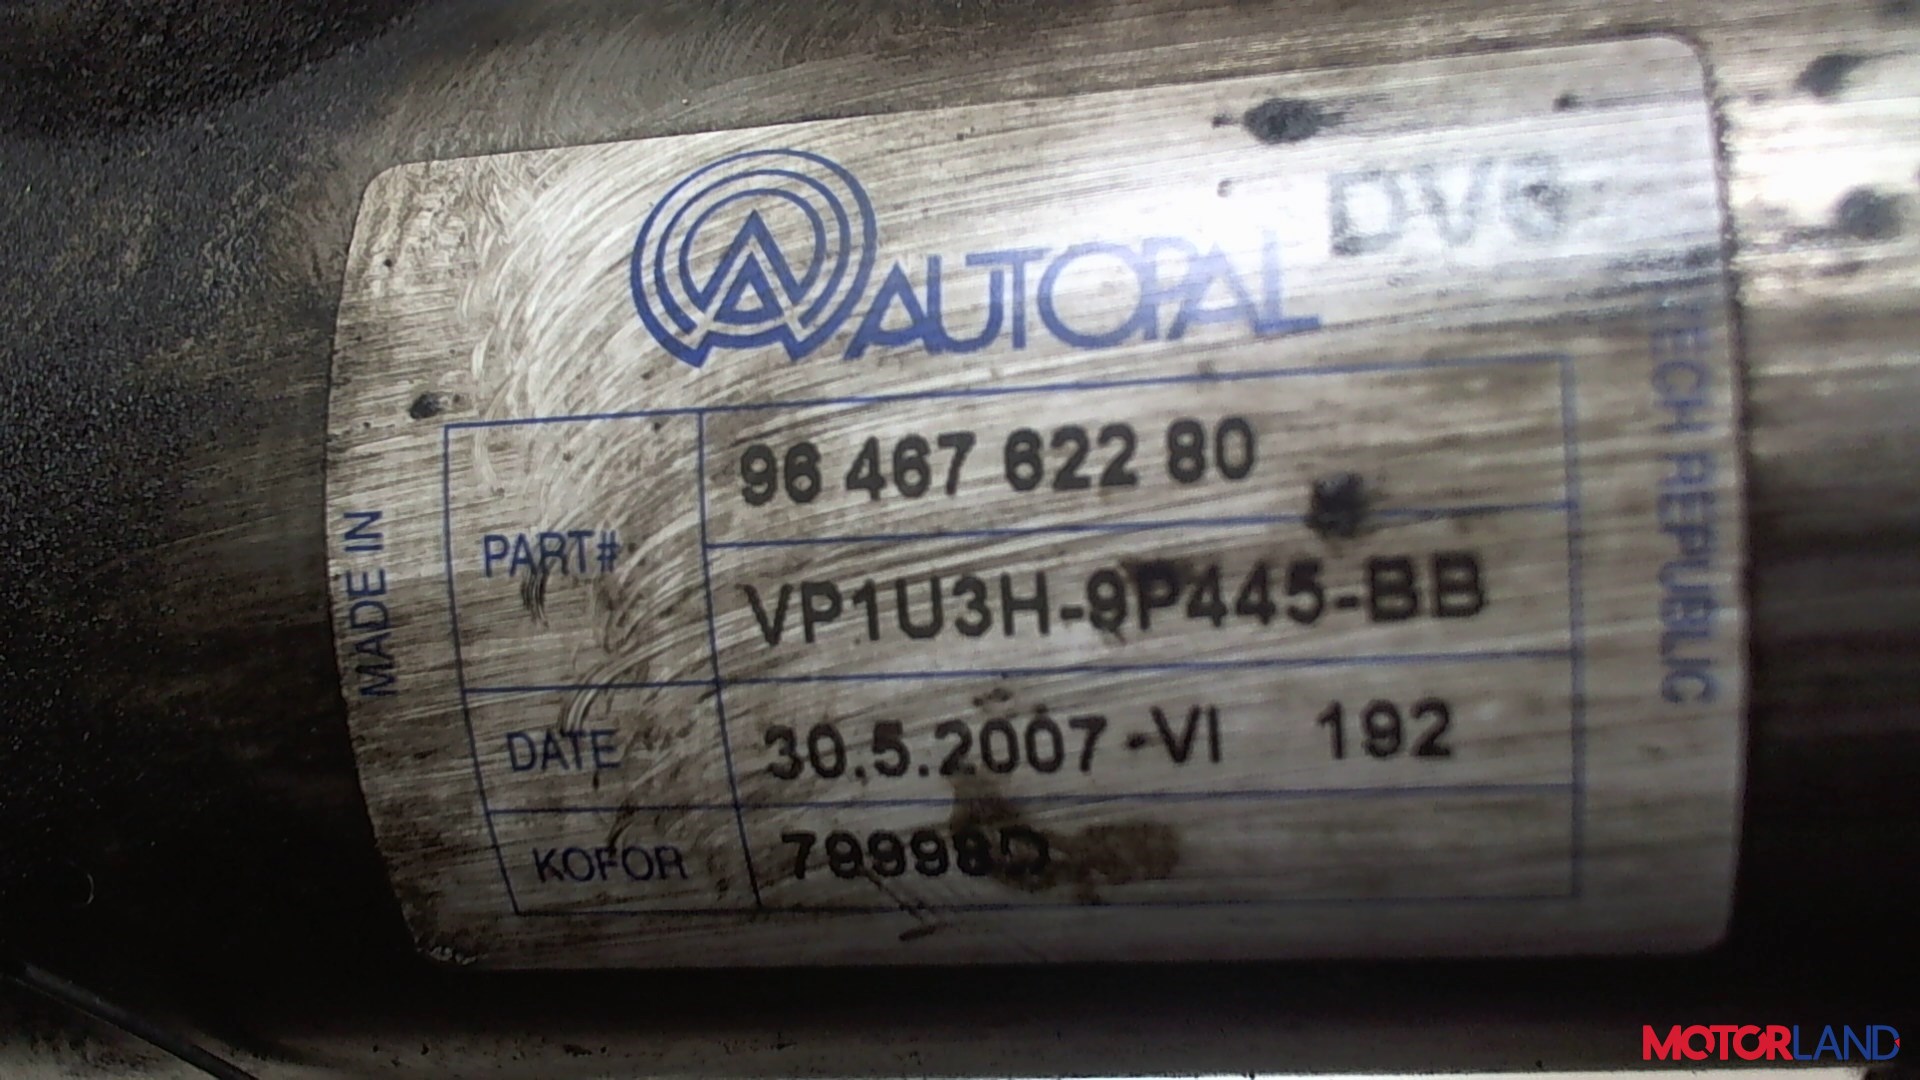 AUTOPAL
MADE IN
PART#
96 467 622 80
VP1U3H-9P445-BB
DATE
30.5.2007 -VI 192
KOFOR
CZECH REPUBLIC
MOTORLAND